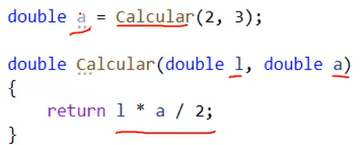 double a = Calcular(2, 3);
double Calcular(double l, double a)
{
return l * a / 2;
}